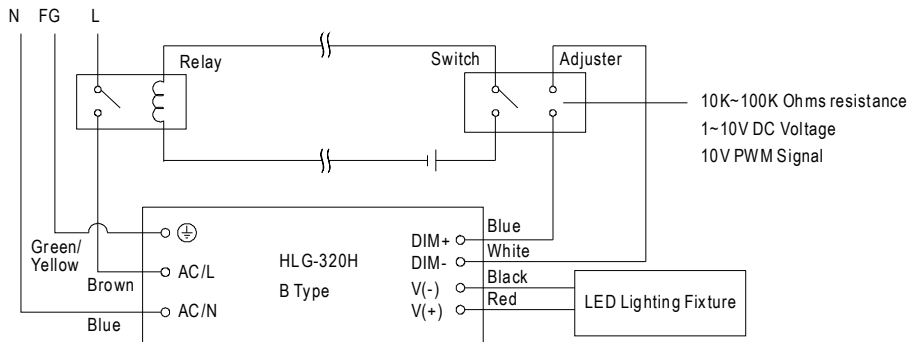 N FG L
Relay
Switch
Adjuster
10K~100K Ohms resistance
1~10V DC Voltage
10V PWM Signal
Green/
Yellow
Brown
Blue
AC/L
AC/N
HLG-320H
B Type
DIM+
DIM-
V(-)
V(+)
Blue
White
Black
Red
LED Lighting Fixture